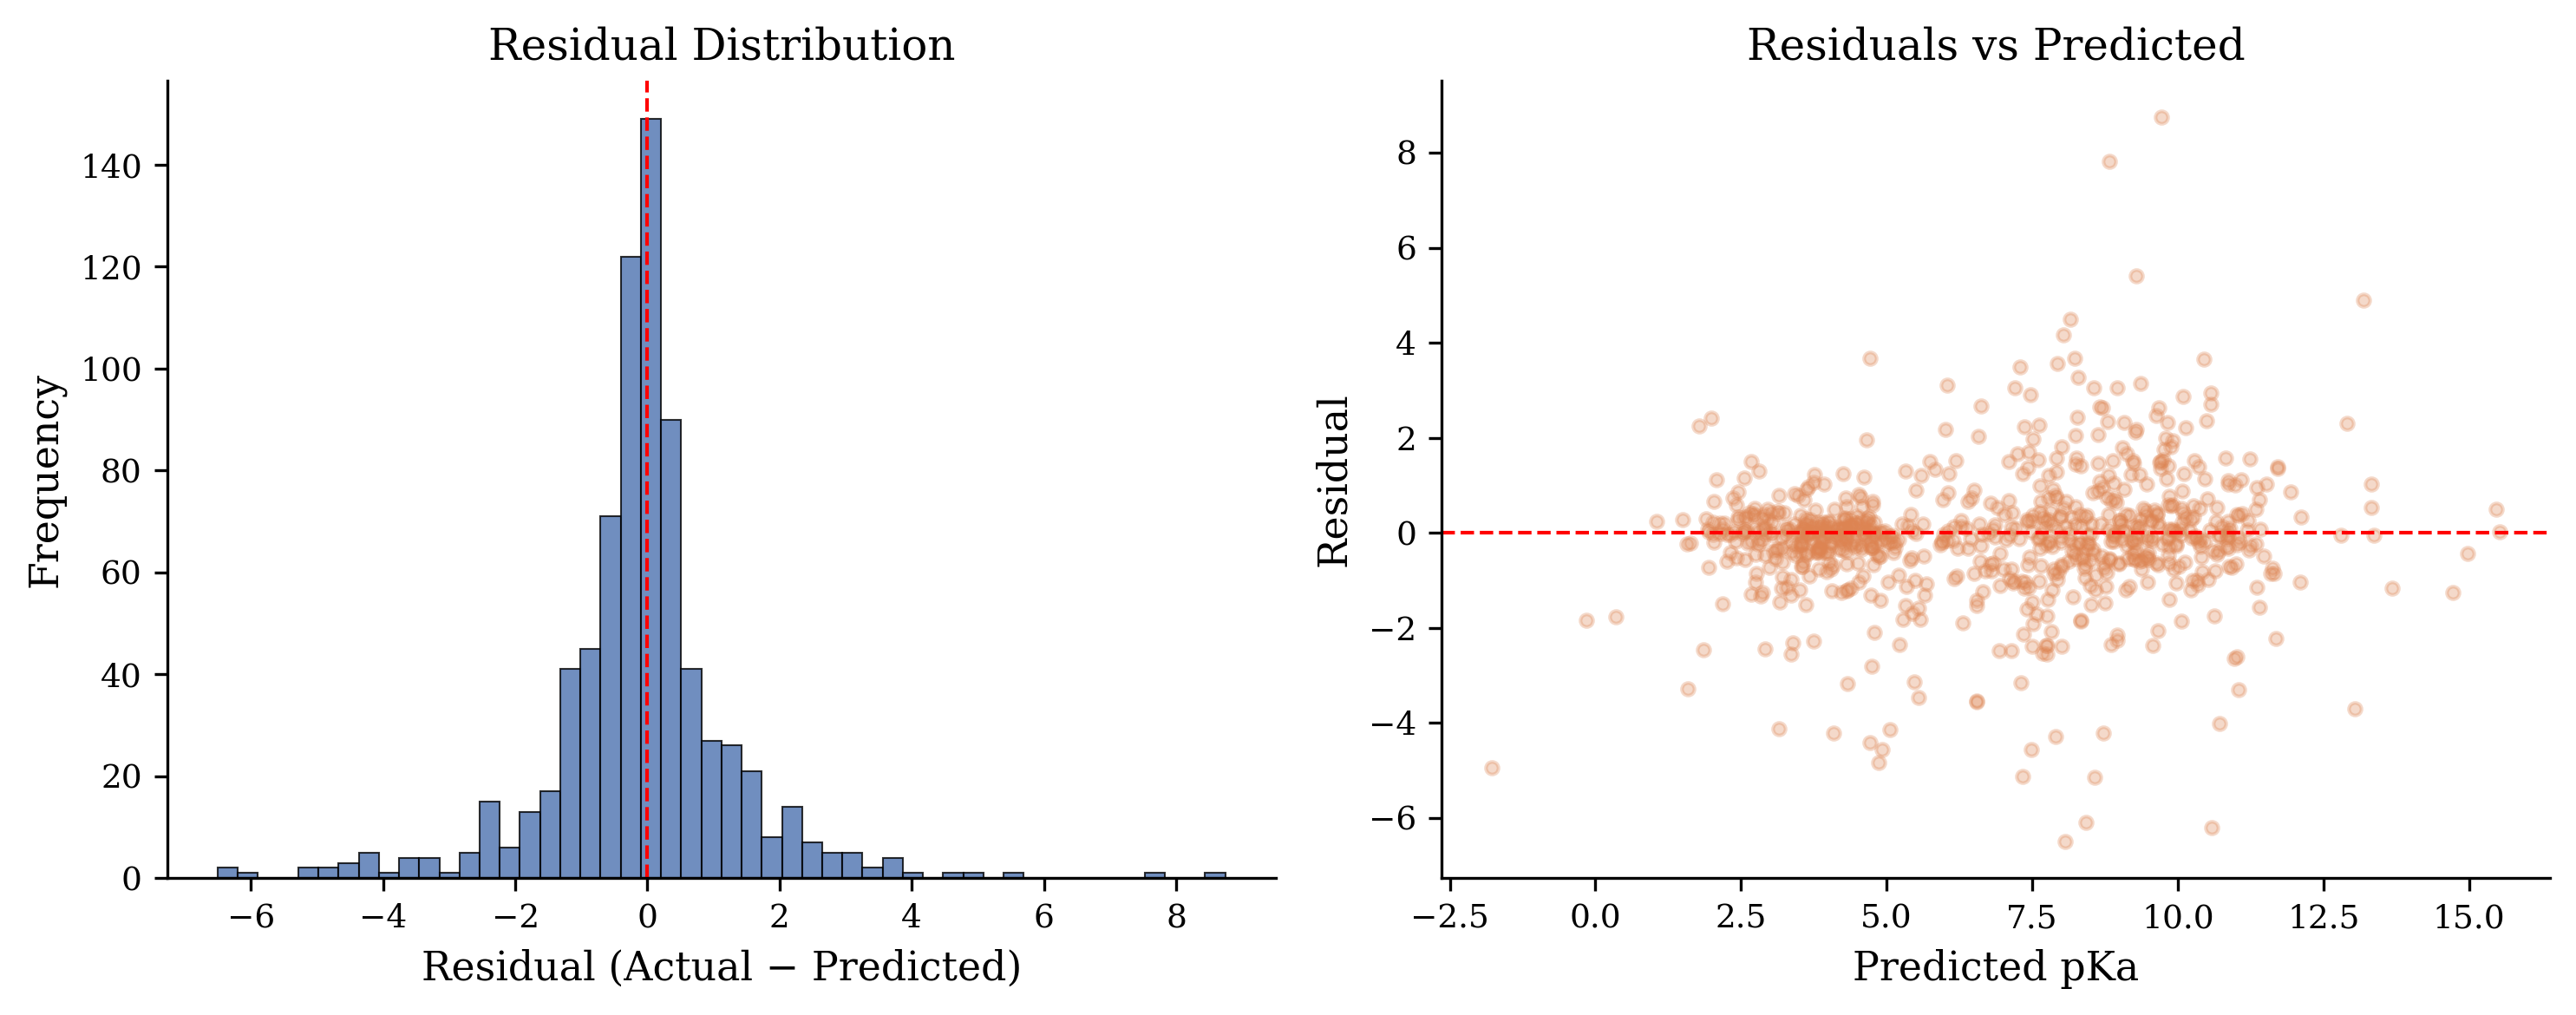 Residual Distribution
Frequency
140
120
100
80
60
40
20
0
−6 −4 −2 0 2 4 6 8
Residual (Actual − Predicted)
Residuals vs Predicted
Residual
8
6
4
2
0
−2
−4
−6
−2.5 0.0 2.5 5.0 7.5 10.0 12.5 15.0
Predicted pKa